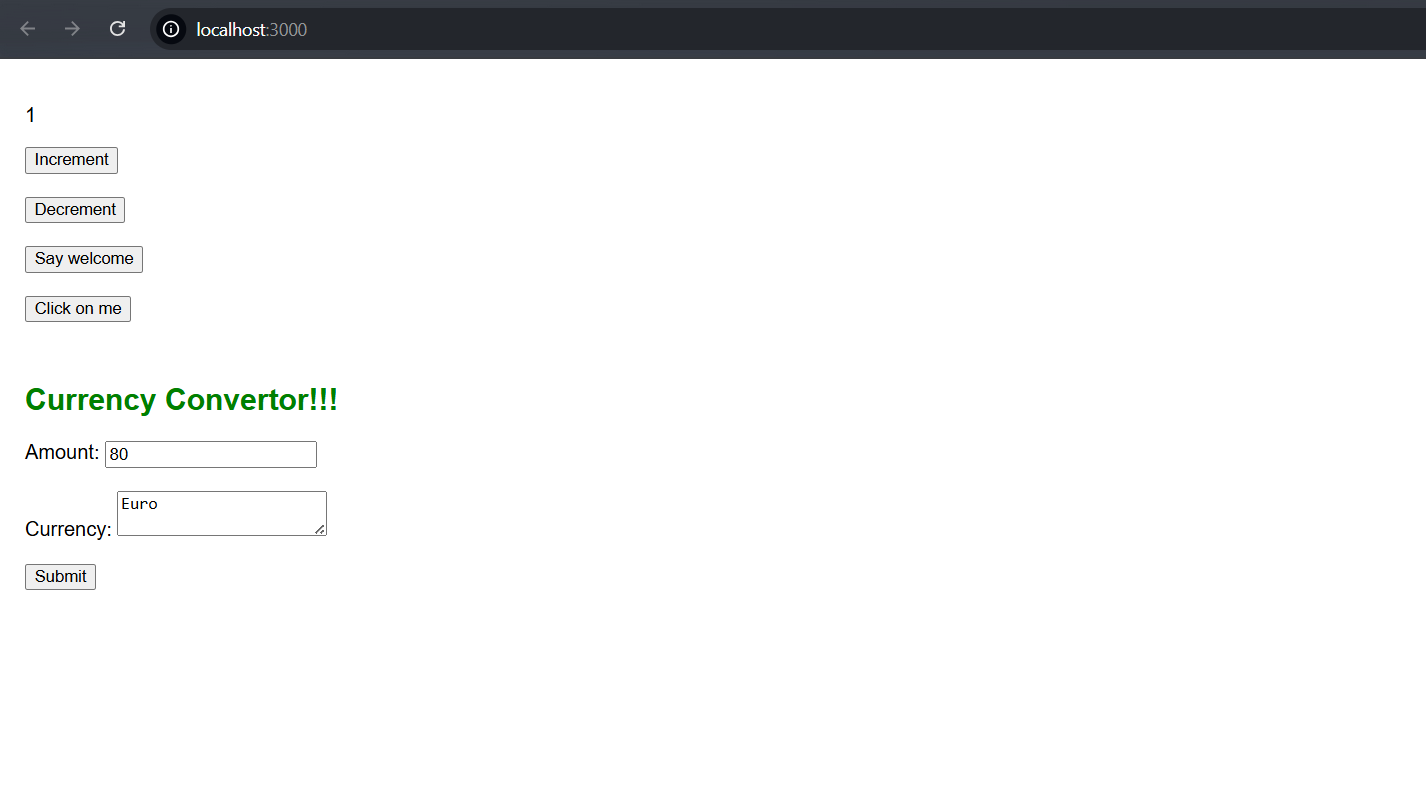 localhost:3000
1
Increment
Decrement
Say welcome
Click on me
Currency Convertor!!!
Amount: 80
Currency: Euro
Submit